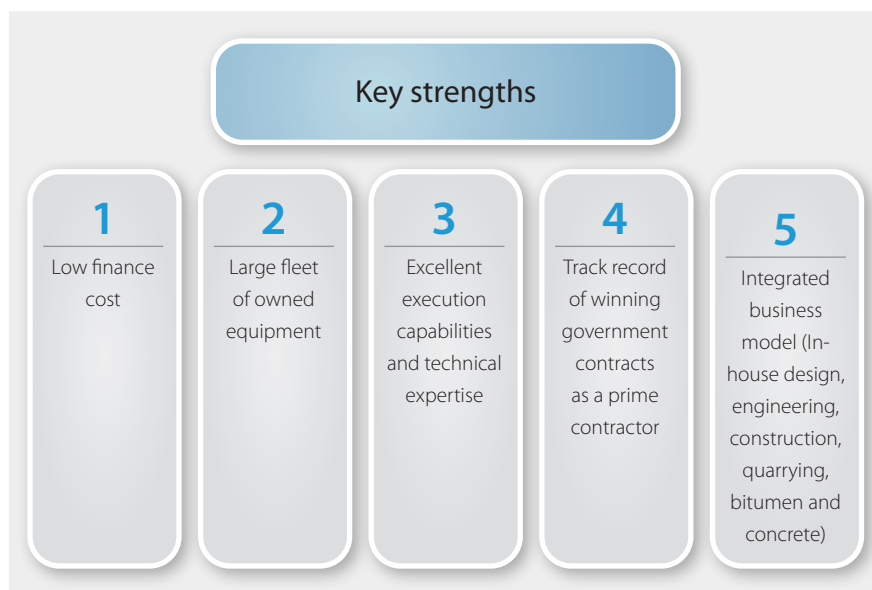 Key strengths
1
Low finance
cost
2
Large fleet
of owned
equipment
3
Excellent
execution
capabilities
and technical
expertise
4
Track record
of winning
government
contracts
as a prime
contractor
5
Integrated
business
model (In-
house design,
engineering,
construction,
quarrying,
bitumen and
concrete)